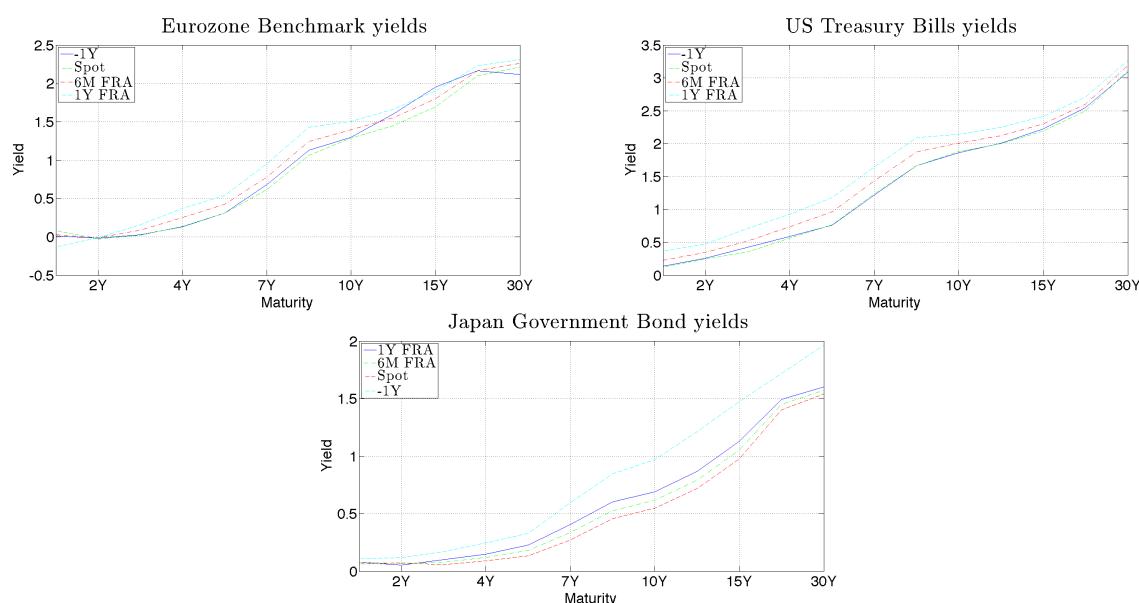 Eurozone Benchmark yields
2.5
2
1.5
1
0.5
0
-0.5
Yield
-1Y
Spot
6M FRA
1Y FRA
2Y 4Y 7Y 10Y 15Y 30Y
Maturity
US Treasury Bills yields
3.5
3
2.5
2
1.5
1
0.5
0
Yield
-1Y
Spot
6M FRA
1Y FRA
2Y 4Y 7Y 10Y 15Y 30Y
Maturity
Japan Government Bond yields
2
1.5
1
0.5
0
Yield
1Y FRA
6M FRA
Spot
-1Y
2Y 4Y 7Y 10Y 15Y 30Y
Maturity